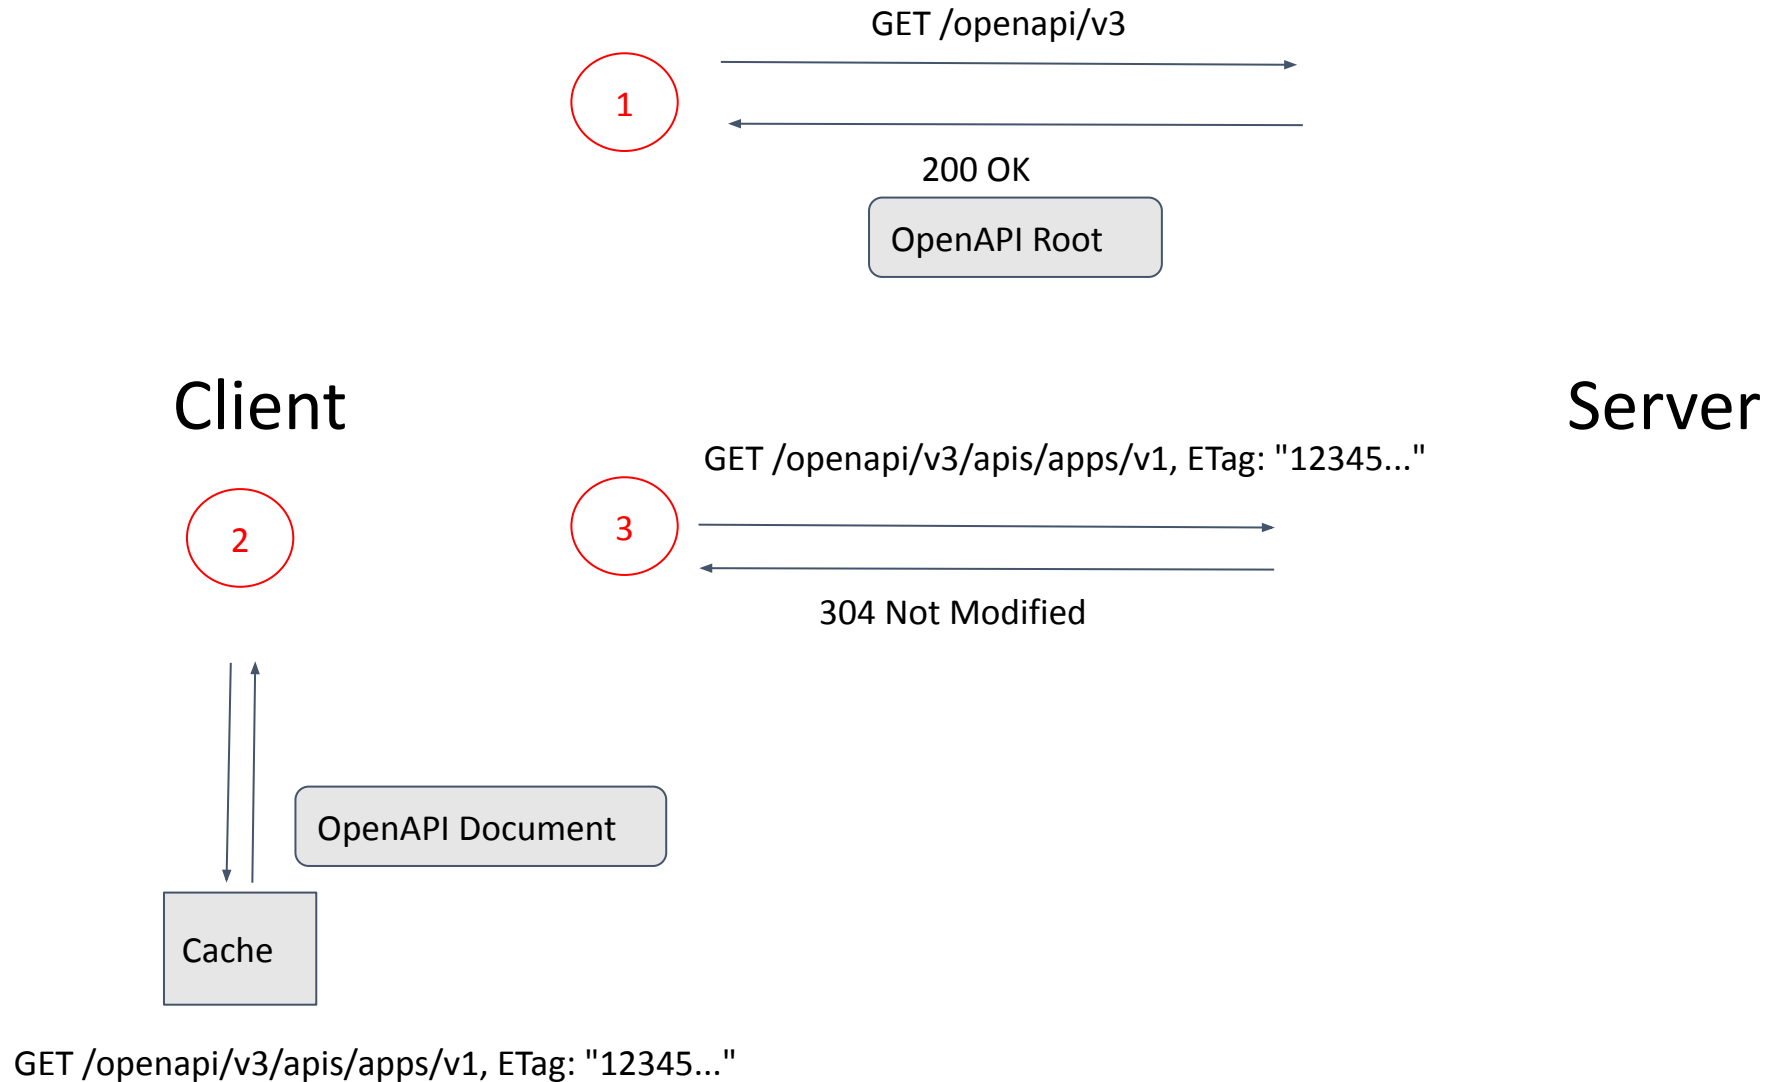 GET /openapi/v3
1
200 OK
OpenAPI Root
Client
Server
GET /openapi/v3/apis/apps/v1, ETag: "12345..."
2
3
304 Not Modified
OpenAPI Document
Cache
GET /openapi/v3/apis/apps/v1, ETag: "12345..."